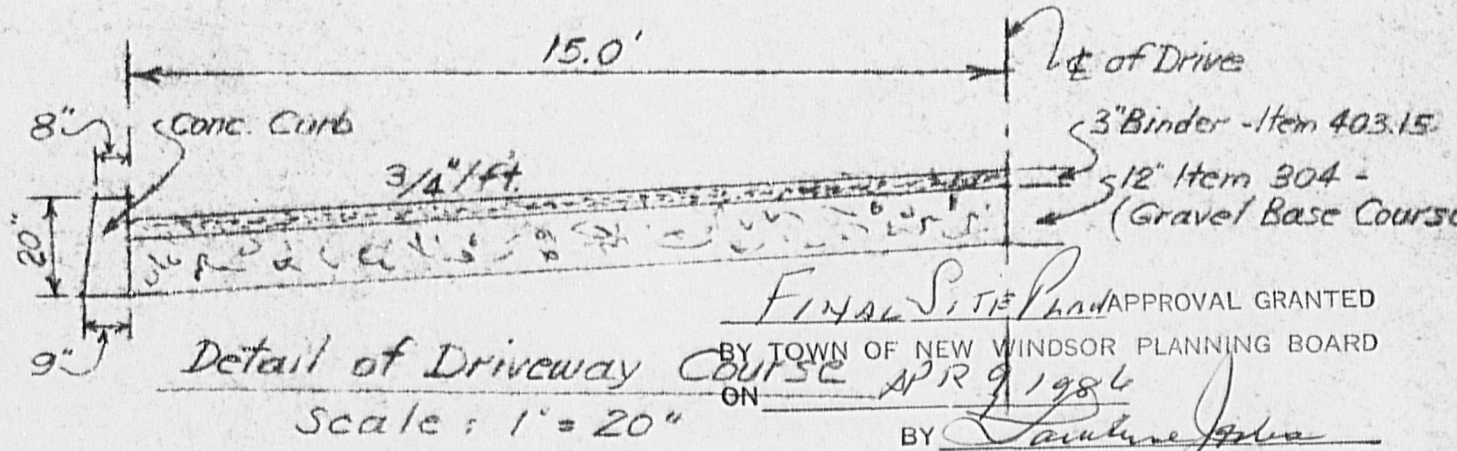 15.0'
℄ of Drive
8"
Conc. Curb
3" Binder - Item 403.15
3/4"/ft.
12" Item 304 -
(Gravel Base Course
20"
FINAL SITE Plan APPROVAL GRANTED
9"
Detail of Driveway Course
BY TOWN OF NEW WINDSOR PLANNING BOARD
ON APR 9 1986
Scale : 1" = 20"
BY